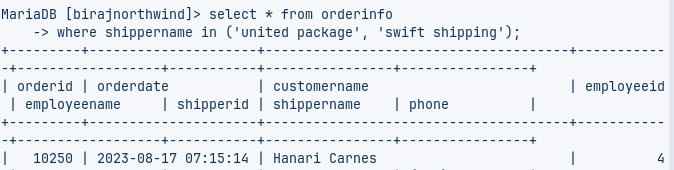 MariaDB [birajnorthwind]> select * from orderinfo
    -> where shippername in ('united package', 'swift shipping');
+---------+---------------------+--------------------------------------+-----------
-+------------------+-----------+----------------+----------------+
| orderid | orderdate           | customername                         | employeeid
 | employeename     | shipperid | shippername    | phone          |
+---------+---------------------+--------------------------------------+-----------
-+------------------+-----------+----------------+----------------+
|   10250 | 2023-08-17 07:15:14 | Hanari Carnes                        |          4